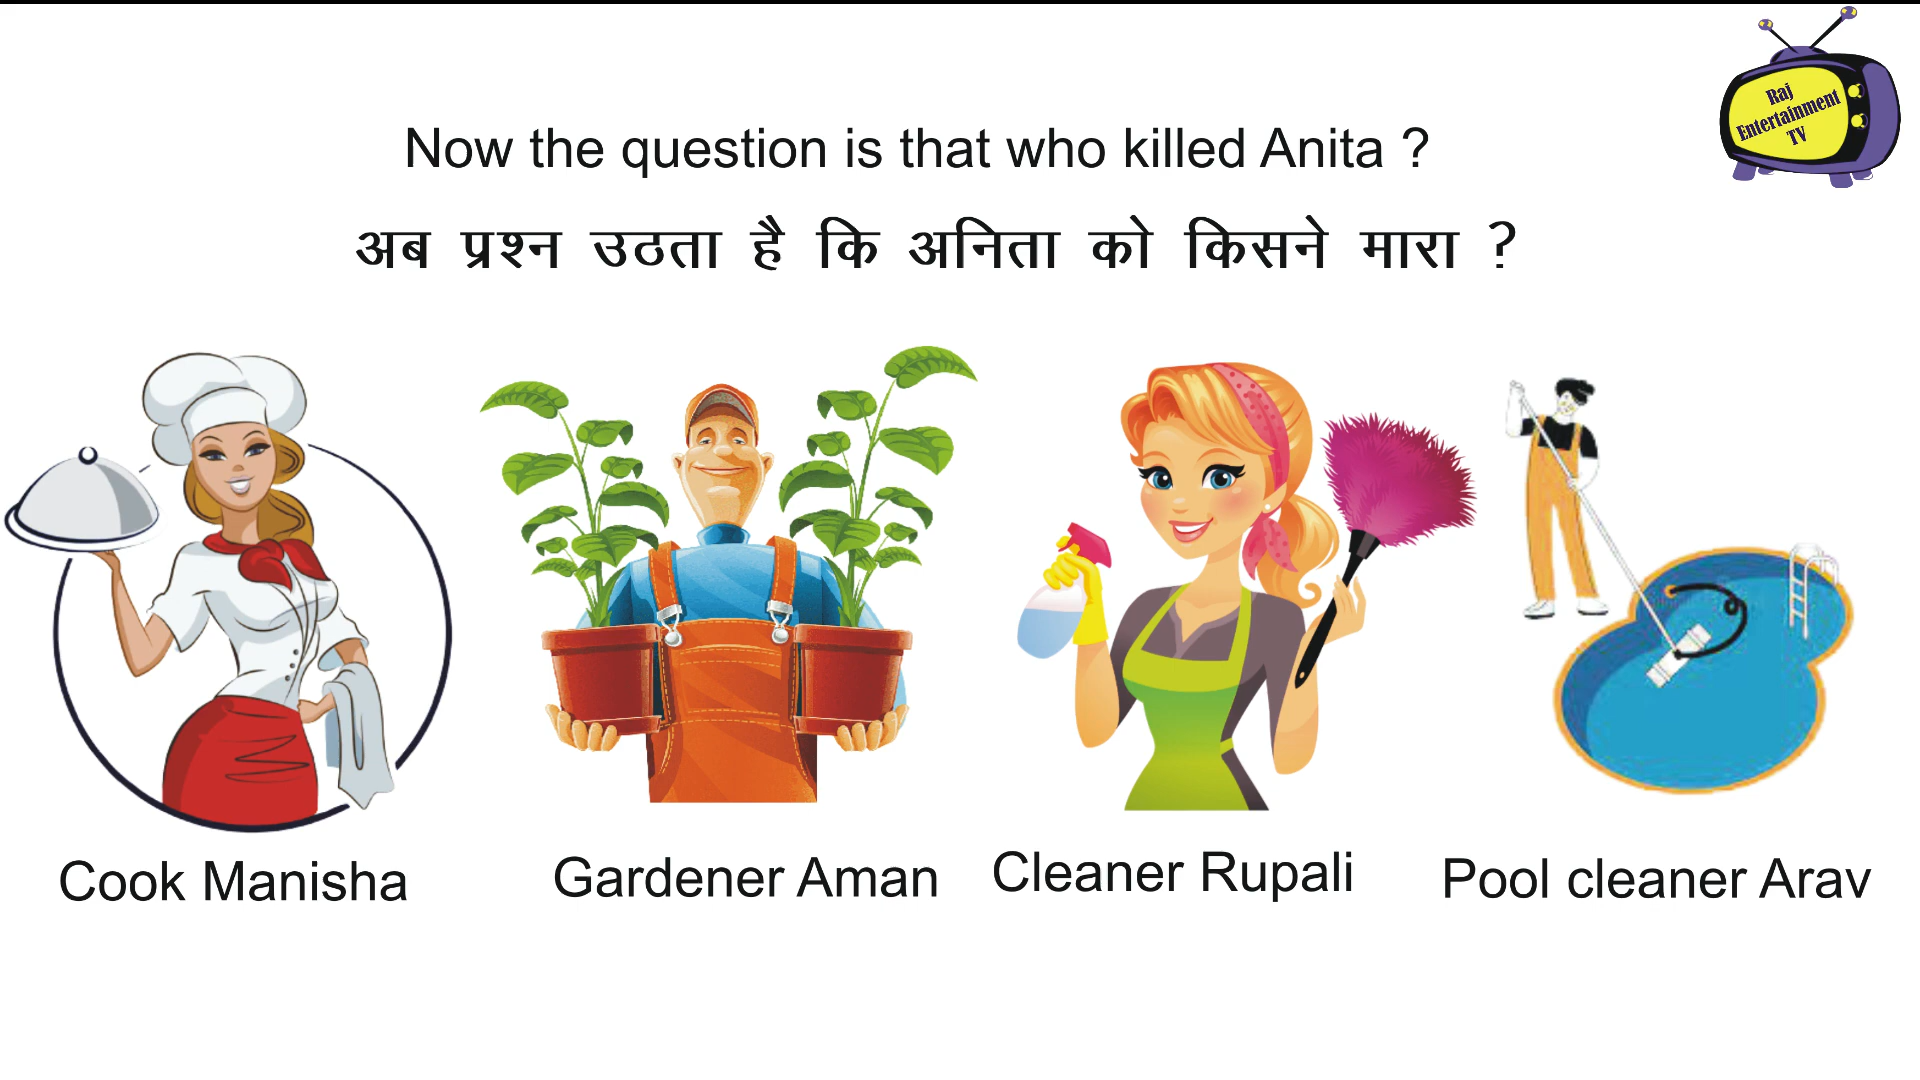 Raj
Entertainment
TV
Now the question is that who killed Anita ?
अब प्रश्न उठता है कि अनिता को किसने मारा ?
Cook Manisha
Gardener Aman
Cleaner Rupali
Pool cleaner Arav